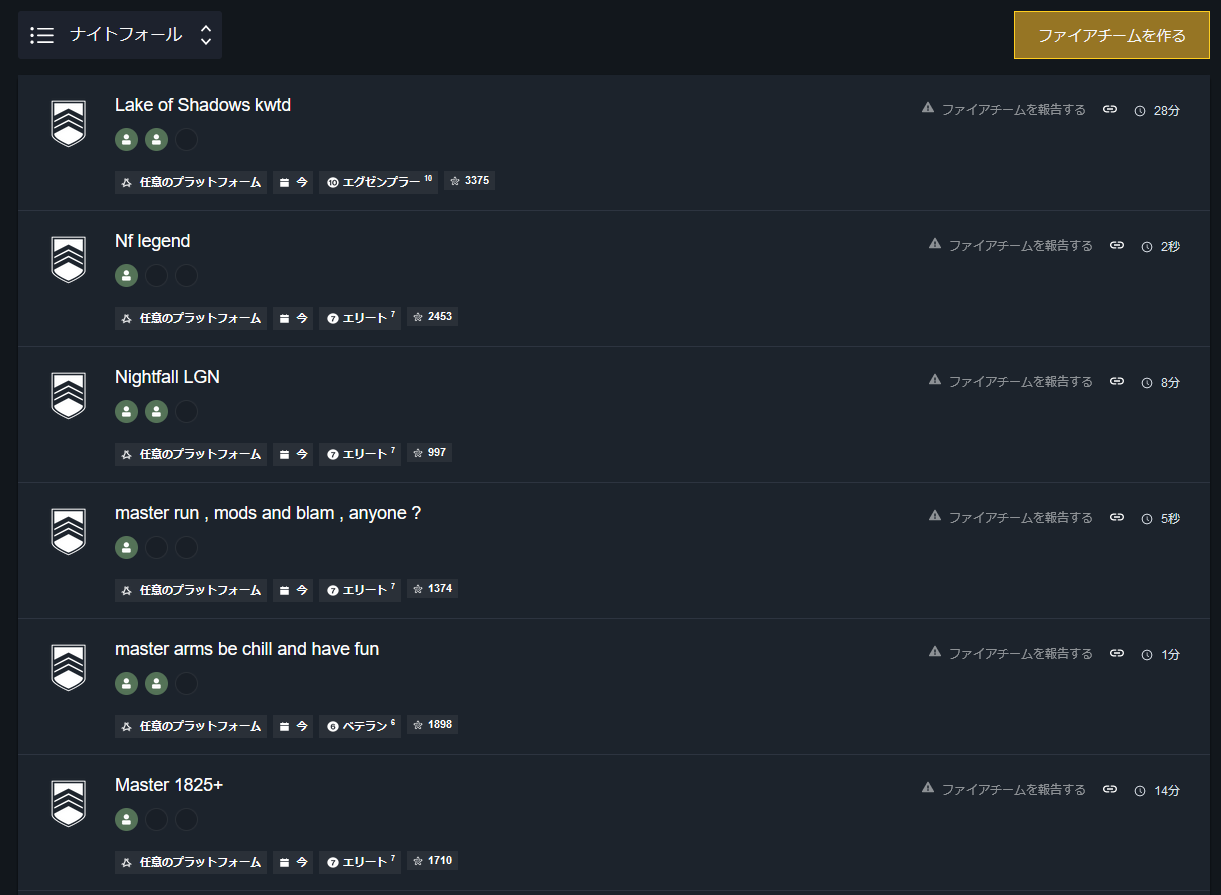 ナイトフォール
ファイアチームを作る
Lake of Shadows kwtd
ファイアチームを報告する 28分
任意のプラットフォーム 今 10 エグゼンプラー 10 3375
Nf legend
ファイアチームを報告する 2秒
任意のプラットフォーム 今 7 エリート 7 2453
Nightfall LGN
ファイアチームを報告する 8分
任意のプラットフォーム 今 7 エリート 7 997
master run , mods and blam , anyone ?
ファイアチームを報告する 5秒
任意のプラットフォーム 今 7 エリート 7 1374
master arms be chill and have fun
ファイアチームを報告する 1分
任意のプラットフォーム 今 6 ベテラン 6 1898
Master 1825+
ファイアチームを報告する 14分
任意のプラットフォーム 今 7 エリート 7 1710